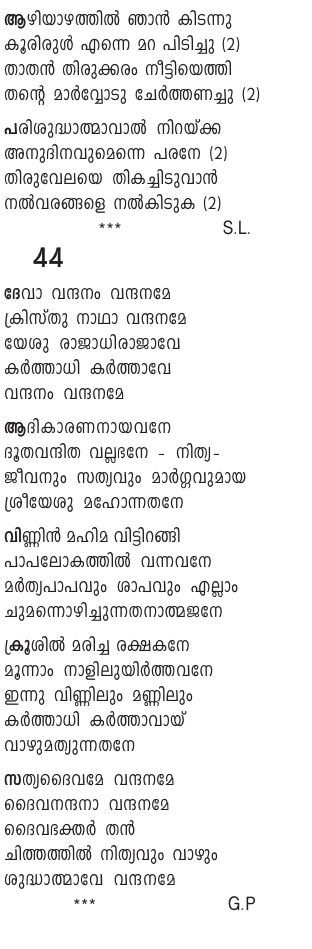 ആഴിയാഴത്തിൽ ഞാൻ കിടന്നു
കൂരിരുൾ എന്നെ മറ പിടിച്ചു (2)
താതൻ തിരുക്കരം നീട്ടിയെത്തി
തന്റെ മാർവ്വോടു ചേർത്തണച്ചു (2)
പരിശുദ്ധാത്മാവാൽ നിറയ്ക്ക
അനുദിനവുമെന്നെ പരനേ (2)
തിരുവേലയെ തികച്ചിടുവാൻ
നൽവരങ്ങളെ നൽകിടുക (2)
*** S.L.
44
ദേവാ വന്ദനം വന്ദനമേ
ക്രിസ്തു നാഥാ വന്ദനമേ
യേശു രാജാധിരാജാവേ
കർത്താധി കർത്താവേ
വന്ദനം വന്ദനമേ
ആദികാരണനായവനേ
ദൂതവന്ദിത വല്ലഭനേ - നിത്യ-
ജീവനും സത്യവും മാർഗ്ഗവുമായ
ശ്രീയേശു മഹോന്നതനേ
വിണ്ണിൻ മഹിമ വിട്ടിറങ്ങി
പാപലോകത്തിൽ വന്നവനേ
മർത്യപാപവും ശാപവും എല്ലാം
ചുമന്നൊഴിച്ചുന്നതനാത്മജനേ
ക്രൂശിൽ മരിച്ച രക്ഷകനേ
മൂന്നാം നാളിലുയിർത്തവനേ
ഇന്നു വിണ്ണിലും മണ്ണിലും
കർത്താധി കർത്താവായ്
വാഴുമത്യുന്നതനേ
സത്യദൈവമേ വന്ദനമേ
ദൈവനന്ദനാ വന്ദനമേ
ദൈവഭക്തർ തൻ
ചിത്തത്തിൽ നിത്യവും വാഴും
ശുദ്ധാത്മാവേ വന്ദനമേ
*** G.P